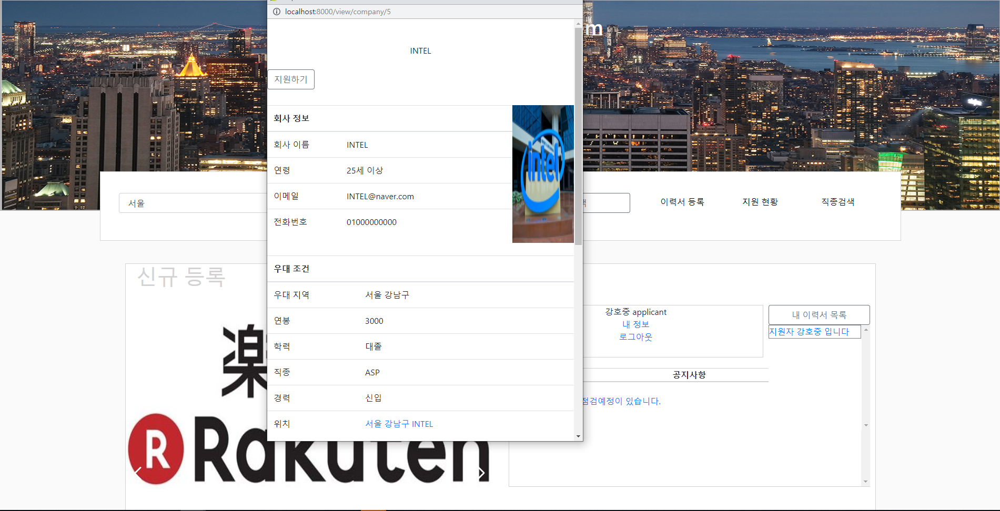 localhost:8000/view/company/5
m
INTEL
지원하기
회사 정보
회사 이름 INTEL
연령 25세 이상
이메일 INTEL@naver.com
전화번호 01000000000
intel
우대 조건
우대 지역 서울 강남구
연봉 3000
학력 대졸
직종 ASP
경력 신입
위치 서울 강남구 INTEL
서울
이력서 등록 지원 현황 직종검색
신규 등록
楽
R Rakuten
강호중 applicant
내 정보
로그아웃
내 이력서 목록
지원자 강호중 입니다
공지사항
점검예정이 있습니다.